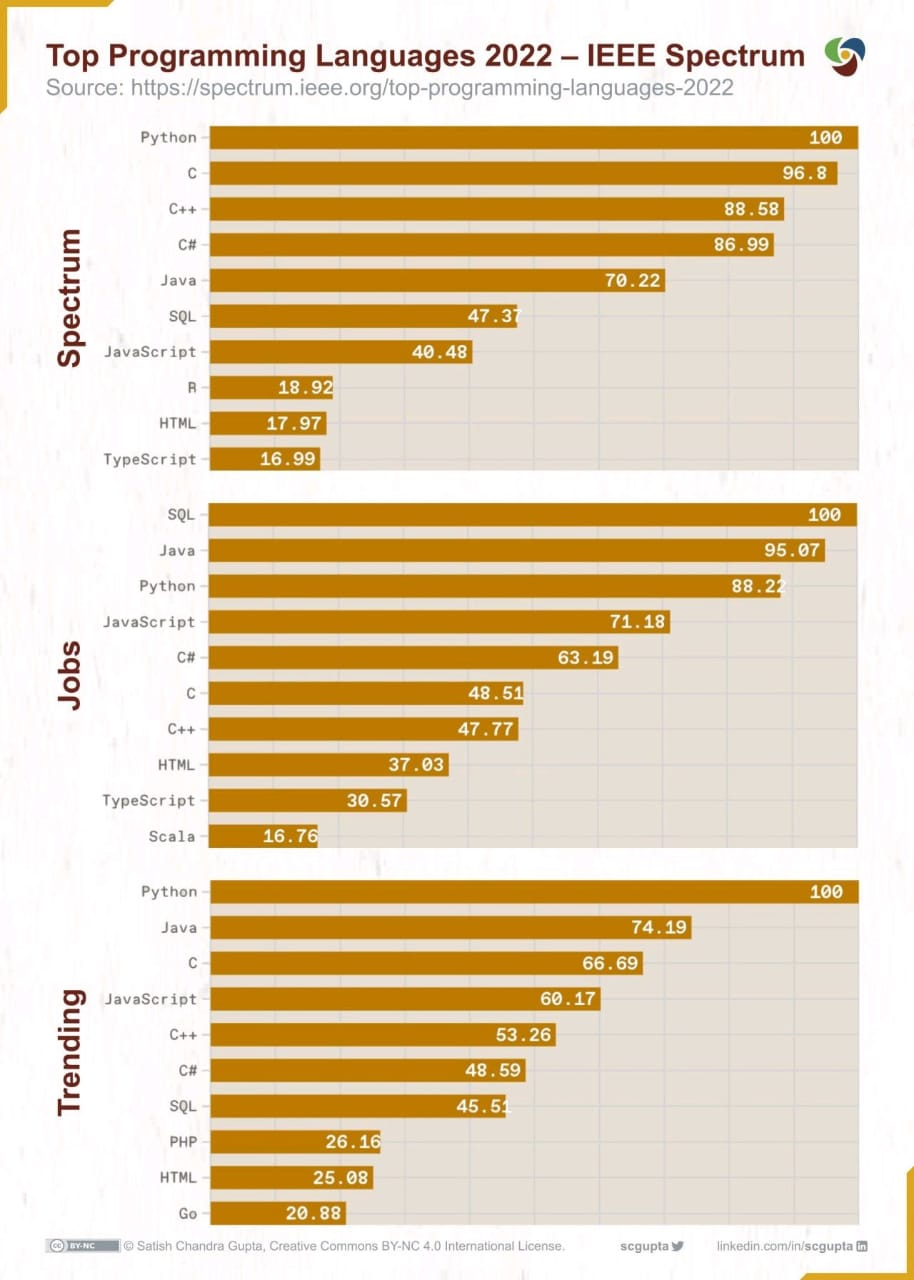 Top Programming Languages 2022 – IEEE Spectrum
Source: https://spectrum.ieee.org/top-programming-languages-2022
Spectrum
Python 100
C 96.8
C++ 88.58
C# 86.99
Java 70.22
SQL 47.37
JavaScript 40.48
R 18.92
HTML 17.97
TypeScript 16.99
Jobs
SQL 100
Java 95.07
Python 88.22
JavaScript 71.18
C# 63.19
C 48.51
C++ 47.77
HTML 37.03
TypeScript 30.57
Scala 16.76
Trending
Python 100
Java 74.19
C 66.69
JavaScript 60.17
C++ 53.26
C# 48.59
SQL 45.51
PHP 26.16
HTML 25.08
Go 20.88
cc BY-NC © Satish Chandra Gupta, Creative Commons BY-NC 4.0 International License. scgupta linkedin.com/in/scgupta in